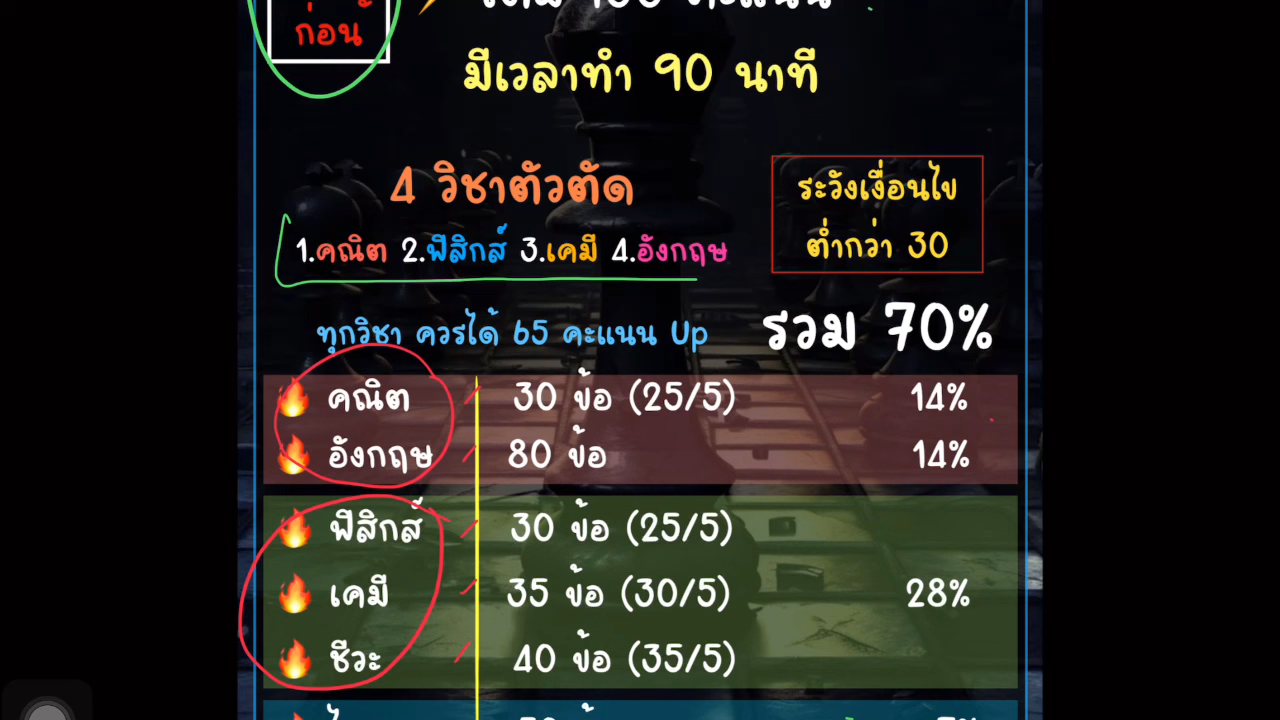 ก่อน
100 คะแนน
มีเวลาทำ 90 นาที
4 วิชาตัวตัด
ระวังเงื่อนไข
ต่ำกว่า 30
1.คณิต 2.ฟิสิกส์ 3.เคมี 4.อังกฤษ
ทุกวิชา ควรได้ 65 คะแนน Up
รวม 70%
คณิต 30 ข้อ (25/5) 14%
อังกฤษ 80 ข้อ 14%
ฟิสิกส์ 30 ข้อ (25/5)
เคมี 35 ข้อ (30/5) 28%
ชีวะ 40 ข้อ (35/5)